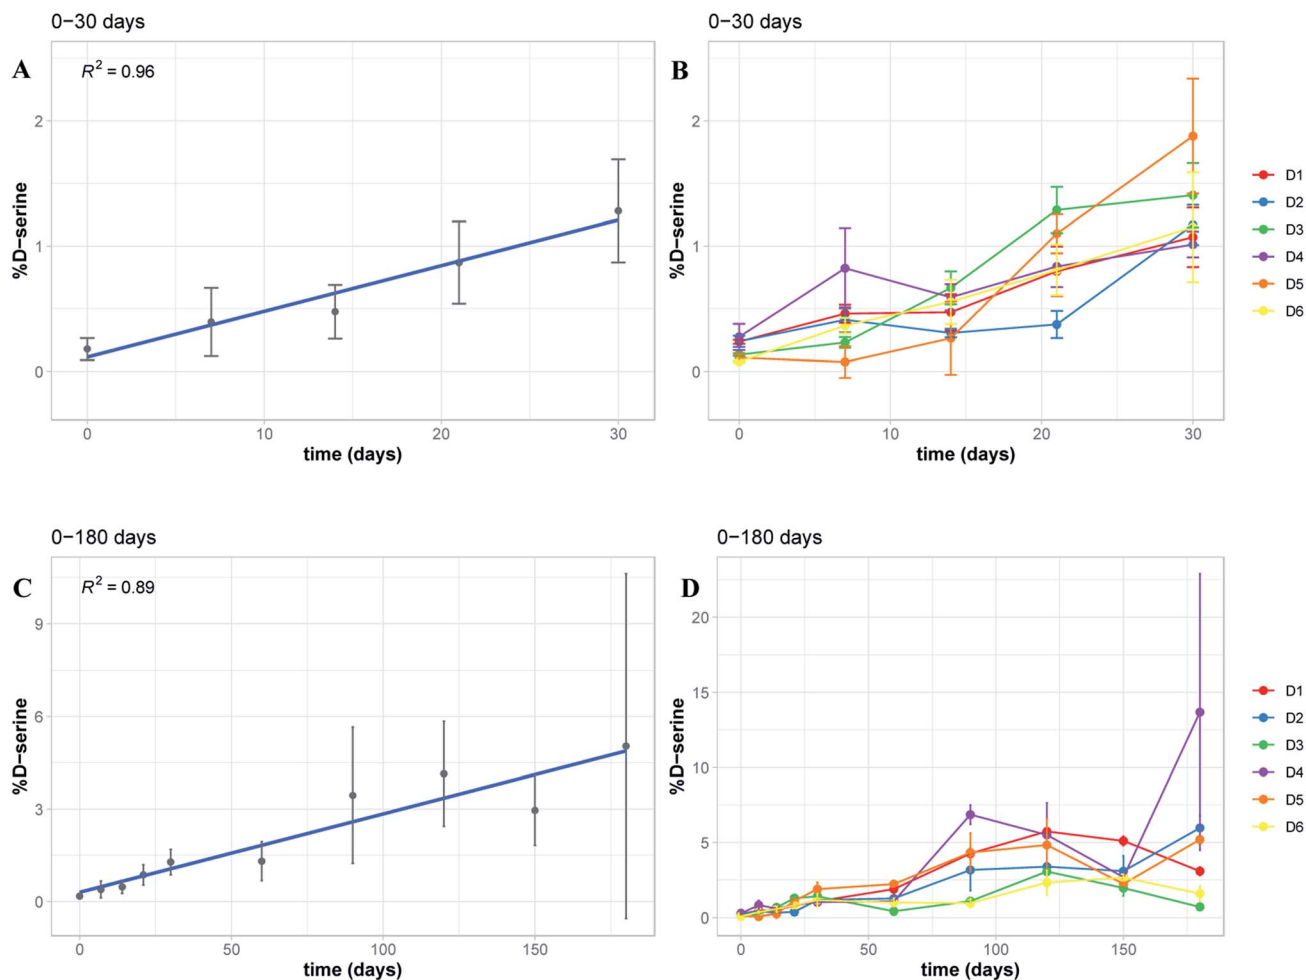 0−30 days
A
R² = 0.96
2
1
0
%D−serine
0 10 20 30
time (days)
0−30 days
B
2
1
0
%D−serine
0 10 20 30
time (days)
D1
D2
D3
D4
D5
D6
0−180 days
C
R² = 0.89
9
6
3
0
%D−serine
0 50 100 150
time (days)
0−180 days
D
20
15
10
5
0
%D−serine
0 50 100 150
time (days)
D1
D2
D3
D4
D5
D6